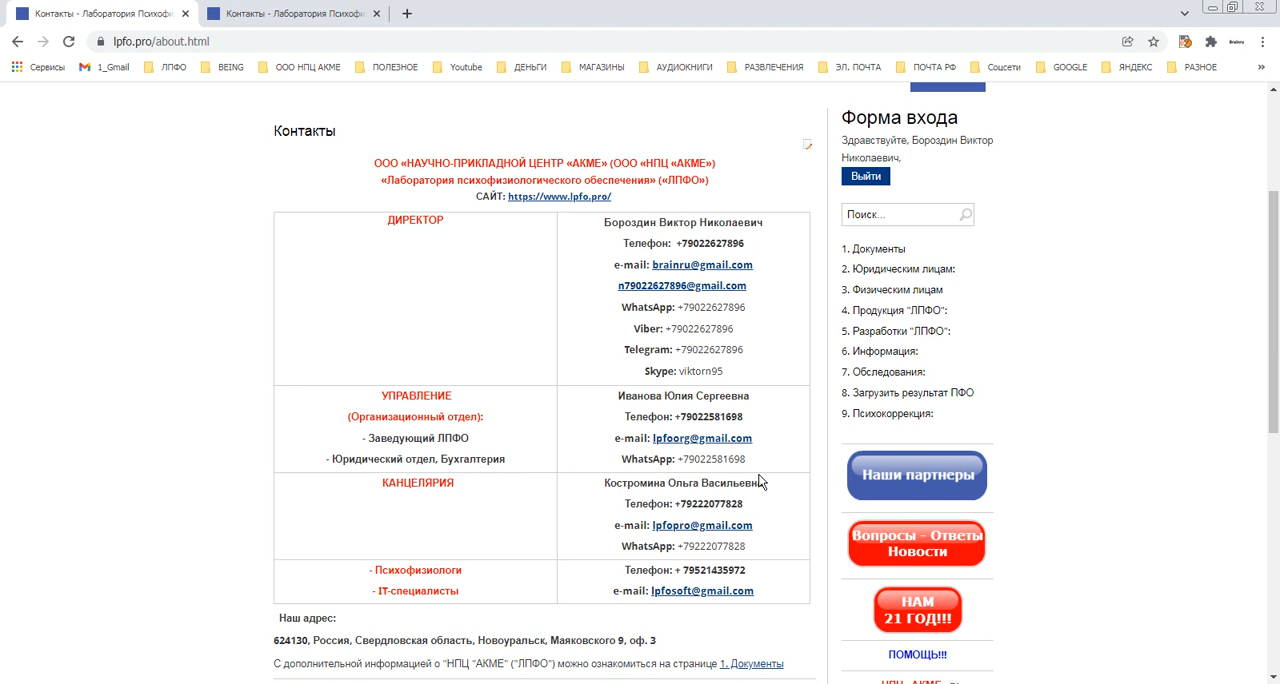 Контакты - Лаборатория Психофи
Контакты - Лаборатория Психофи
lpfo.pro/about.html
Сервисы
1_Gmail
ЛПФО
BEING
ООО НПЦ АКМЕ
ПОЛЕЗНОЕ
Youtube
ДЕНЬГИ
МАГАЗИНЫ
АУДИОКНИГИ
РАЗВЛЕЧЕНИЯ
ЭЛ. ПОЧТА
ПОЧТА РФ
Соцсети
GOOGLE
ЯНДЕКС
РАЗНОЕ
»
Контакты
ООО «НАУЧНО-ПРИКЛАДНОЙ ЦЕНТР «АКМЕ» (ООО «НПЦ «АКМЕ»)
«Лаборатория психофизиологического обеспечения» («ЛПФО»)
САЙТ: https://www.lpfo.pro/
ДИРЕКТОР
Бороздин Виктор Николаевич
Телефон: +79022627896
e-mail: brainru@gmail.com
n79022627896@gmail.com
WhatsApp: +79022627896
Viber: +79022627896
Telegram: +79022627896
Skype: viktorn95
УПРАВЛЕНИЕ
(Организационный отдел):
- Заведующий ЛПФО
- Юридический отдел, Бухгалтерия
Иванова Юлия Сергеевна
Телефон: +79022581698
e-mail: lpfoorg@gmail.com
WhatsApp: +79022581698
КАНЦЕЛЯРИЯ
Костромина Ольга Васильевна
Телефон: +79222077828
e-mail: lpfopro@gmail.com
WhatsApp: +79222077828
- Психофизиологи
- IT-специалисты
Телефон: + 79521435972
e-mail: lpfosoft@gmail.com
Наш адрес:
624130, Россия, Свердловская область, Новоуральск, Маяковского 9, оф. 3
С дополнительной информацией о "НПЦ "АКМЕ" ("ЛПФО") можно ознакомиться на странице 1. Документы
Форма входа
Здравствуйте, Бороздин Виктор
Николаевич,
Выйти
Поиск...
1. Документы
2. Юридическим лицам:
3. Физическим лицам
4. Продукция "ЛПФО":
5. Разработки "ЛПФО":
6. Информация:
7. Обследования:
8. Загрузить результат ПФО
9. Психокоррекция:
Наши партнеры
Вопросы - Ответы
Новости
НАМ
21 ГОД!!!
ПОМОЩЬ!!!